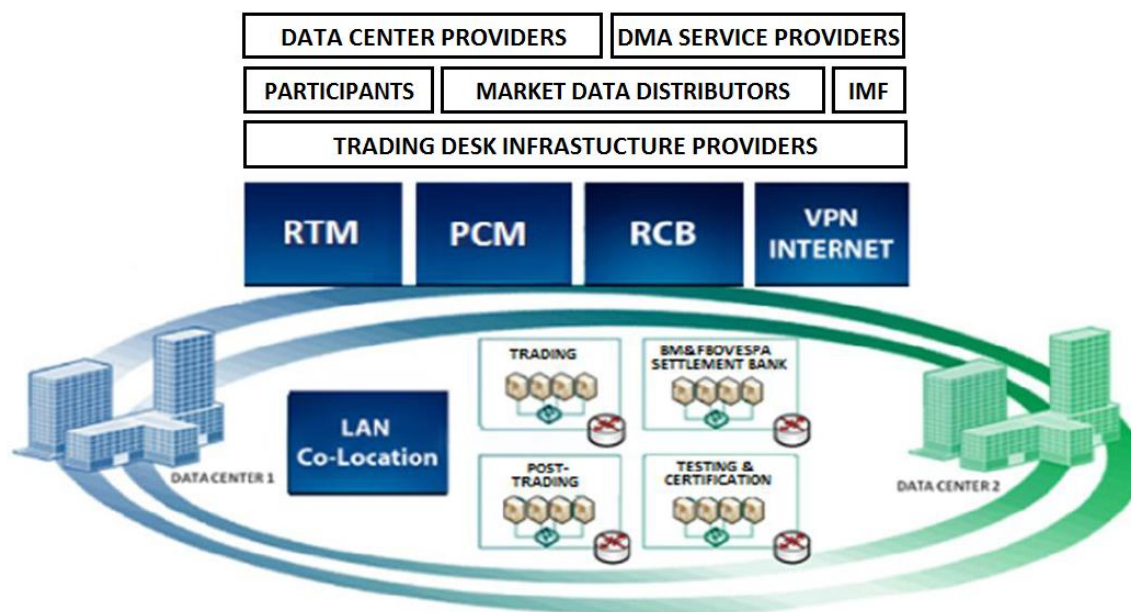 DATA CENTER PROVIDERS
DMA SERVICE PROVIDERS
PARTICIPANTS
MARKET DATA DISTRIBUTORS
IMF
TRADING DESK INFRASTUCTURE PROVIDERS
RTM
PCM
RCB
VPN
INTERNET
TRADING
BM&FBOVESPA
SETTLEMENT BANK
LAN
Co-Location
POST-
TRADING
TESTING &
CERTIFICATION
DATA CENTER 1
DATA CENTER 2